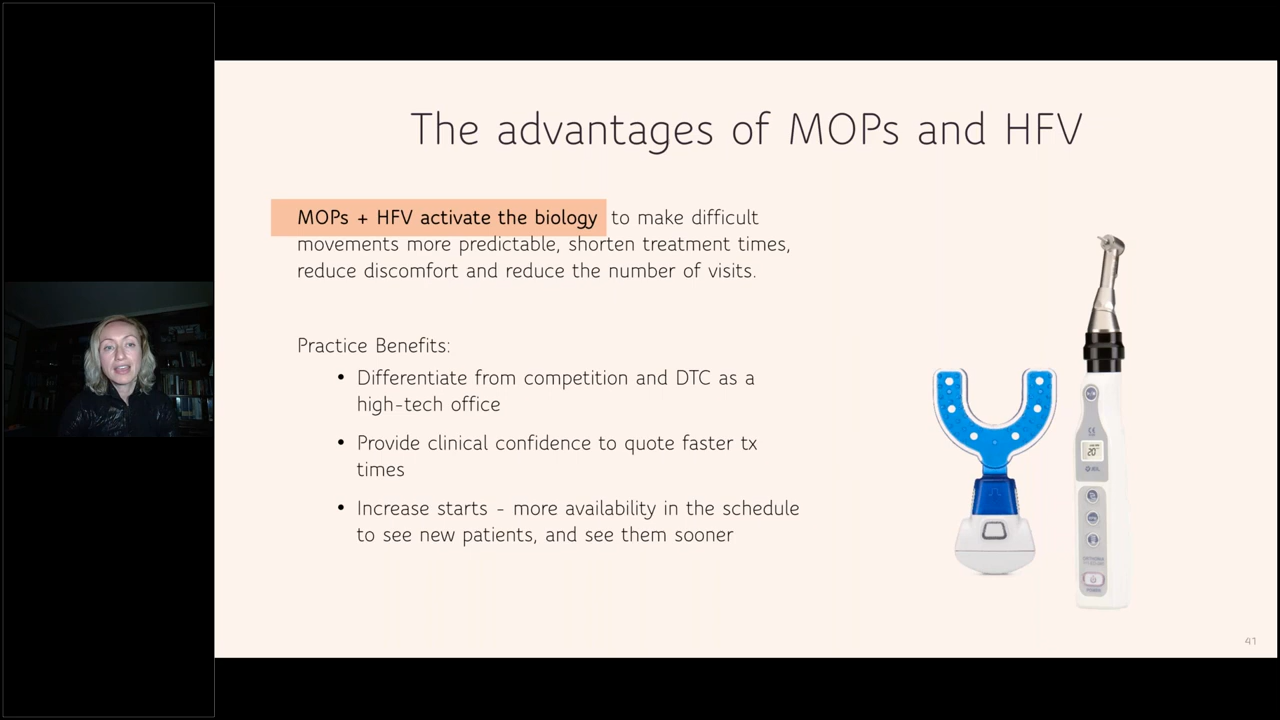 The advantages of MOPs and HFV
MOPs + HFV activate the biology to make difficult
movements more predictable, shorten treatment times,
reduce discomfort and reduce the number of visits.
Practice Benefits:
• Differentiate from competition and DTC as a
high-tech office
• Provide clinical confidence to quote faster tx
times
• Increase starts - more availability in the schedule
to see new patients, and see them sooner
20
41